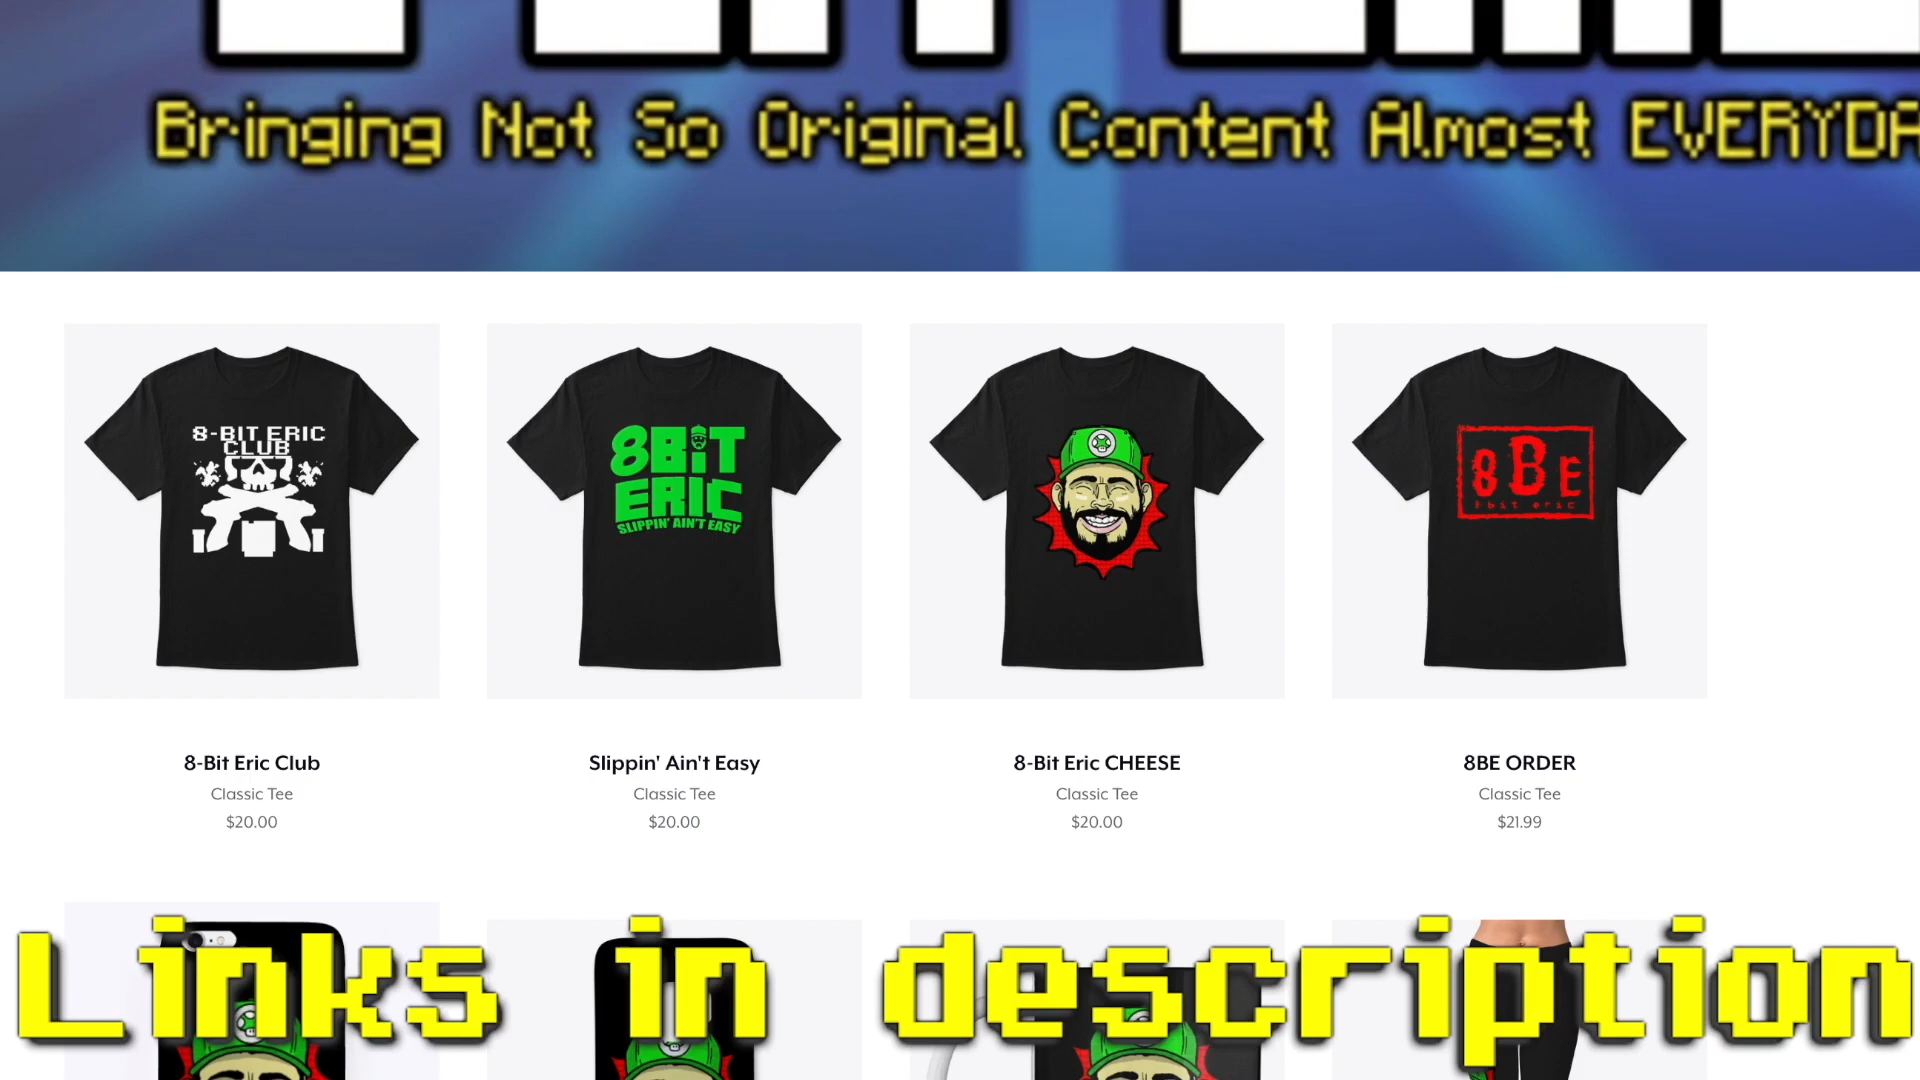 Bringing Not So Original Content Almost EVERYDA
8-BIT ERIC
CLUB
8BiT
ERIC
SLIPPIN' AIN'T EASY
8BE
8bit eric
8-Bit Eric Club
Classic Tee
$20.00
Slippin' Ain't Easy
Classic Tee
$20.00
8-Bit Eric CHEESE
Classic Tee
$20.00
8BE ORDER
Classic Tee
$21.99
Links in description